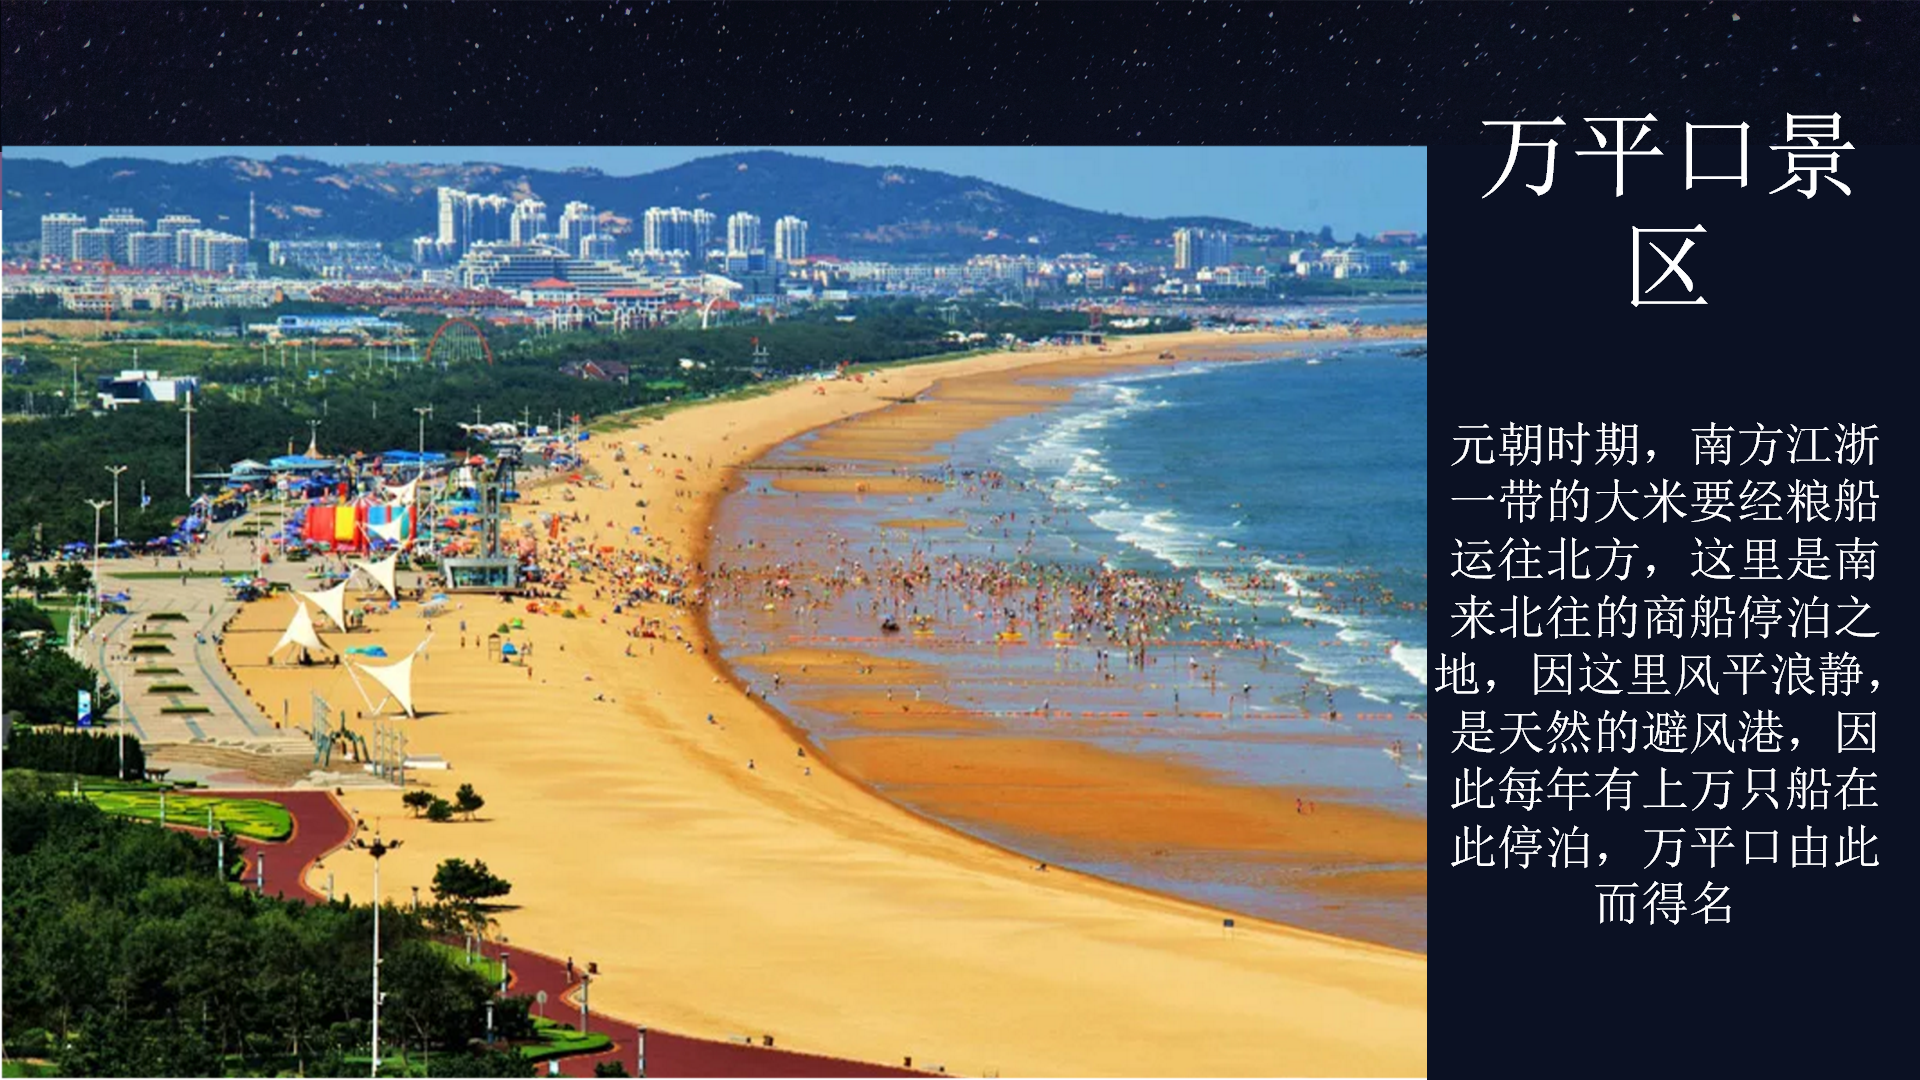 万平口景
区
元朝时期，南方江浙
一带的大米要经粮船
运往北方，这里是南
来北往的商船停泊之
地，因这里风平浪静，
是天然的避风港，因
此每年有上万只船在
此停泊，万平口由此
而得名